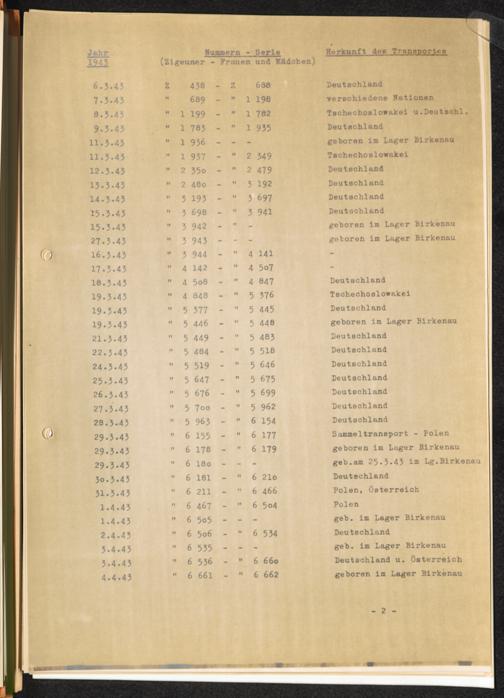 Jahr Nummern - Serie Herkunft des Transportes
1943 (Zigeuner - Frauen und Mädchen)
6.3.43 Z 438 - Z 688 Deutschland
7.3.43 " 689 - " 1 198 verschiedene Nationen
8.3.43 " 1 199 - " 1 782 Tschechoslowakei u.Deutschl.
9.3.43 " 1 783 - " 1 935 Deutschland
11.3.43 " 1 936 - - geboren im Lager Birkenau
11.3.43 " 1 937 - " 2 349 Tschechoslowakei
12.3.43 " 2 35o - " 2 479 Deutschland
13.3.43 " 2 48o - " 3 192 Deutschland
14.3.43 " 3 193 - " 3 697 Deutschland
15.3.43 " 3 698 - " 3 941 Deutschland
15.3.43 " 3 942 - " - geboren im Lager Birkenau
27.3.43 " 3 943 - - geboren im Lager Birkenau
16.3.43 " 3 944 - " 4 141 -
17.3.43 " 4 142 - " 4 5o7 -
18.3.43 " 4 5o8 - " 4 847 Deutschland
19.3.43 " 4 848 - " 5 376 Tschechoslowakei
19.3.43 " 5 377 - " 5 445 Deutschland
19.3.43 " 5 446 - " 5 448 geboren im Lager Birkenau
21.3.43 " 5 449 - " 5 483 Deutschland
22.3.43 " 5 484 - " 5 518 Deutschland
24.3.43 " 5 519 - " 5 646 Deutschland
25.3.43 " 5 647 - " 5 675 Deutschland
26.3.43 " 5 676 - " 5 699 Deutschland
27.3.43 " 5 7oo - " 5 962 Deutschland
28.3.43 " 5 963 - " 6 154 Deutschland
29.3.43 " 6 155 - " 6 177 Sammeltransport - Polen
29.3.43 " 6 178 - " 6 179 geboren im Lager Birkenau
29.3.43 " 6 18o - - geb.am 25.3.43 im Lg.Birkenau
3o.3.43 " 6 181 - " 6 21o Deutschland
31.3.43 " 6 211 - " 6 466 Polen, Österreich
1.4.43 " 6 467 - " 6 5o4 Polen
1.4.43 " 6 5o5 - - geb. im Lager Birkenau
2.4.43 " 6 5o6 - " 6 534 Deutschland
3.4.43 " 6 535 - - geb. im Lager Birkenau
3.4.43 " 6 536 - " 6 66o Deutschland u. Österreich
4.4.43 " 6 661 - " 6 662 geboren im Lager Birkenau
- 2 -